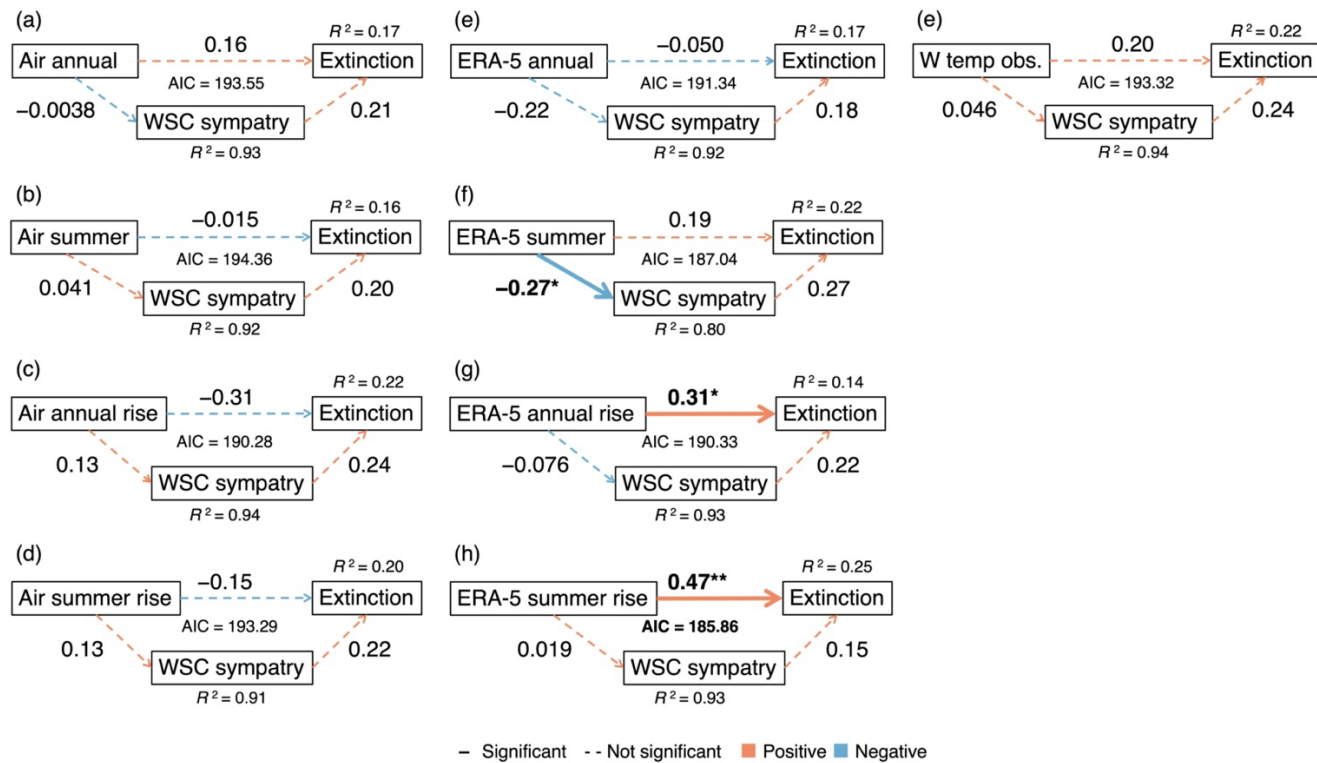 (a)
R² = 0.17
Air annual
0.16
Extinction
AIC = 193.55
−0.0038
WSC sympatry
0.21
R² = 0.93
(b)
R² = 0.16
Air summer
−0.015
Extinction
AIC = 194.36
0.041
WSC sympatry
0.20
R² = 0.92
(c)
R² = 0.22
Air annual rise
−0.31
Extinction
AIC = 190.28
0.13
WSC sympatry
0.24
R² = 0.94
(d)
R² = 0.20
Air summer rise
−0.15
Extinction
AIC = 193.29
0.13
WSC sympatry
0.22
R² = 0.91
(e)
R² = 0.17
ERA-5 annual
−0.050
Extinction
AIC = 191.34
−0.22
WSC sympatry
0.18
R² = 0.92
(f)
R² = 0.22
ERA-5 summer
0.19
Extinction
AIC = 187.04
−0.27*
WSC sympatry
0.27
R² = 0.80
(g)
R² = 0.14
ERA-5 annual rise
0.31*
Extinction
AIC = 190.33
−0.076
WSC sympatry
0.22
R² = 0.93
(h)
R² = 0.25
ERA-5 summer rise
0.47**
Extinction
AIC = 185.86
0.019
WSC sympatry
0.15
R² = 0.93
(e)
R² = 0.22
W temp obs.
0.20
Extinction
AIC = 193.32
0.046
WSC sympatry
0.24
R² = 0.94
Significant
Not significant
Positive
Negative